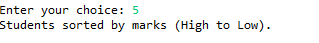 Enter your choice: 5
Students sorted by marks (High to Low).